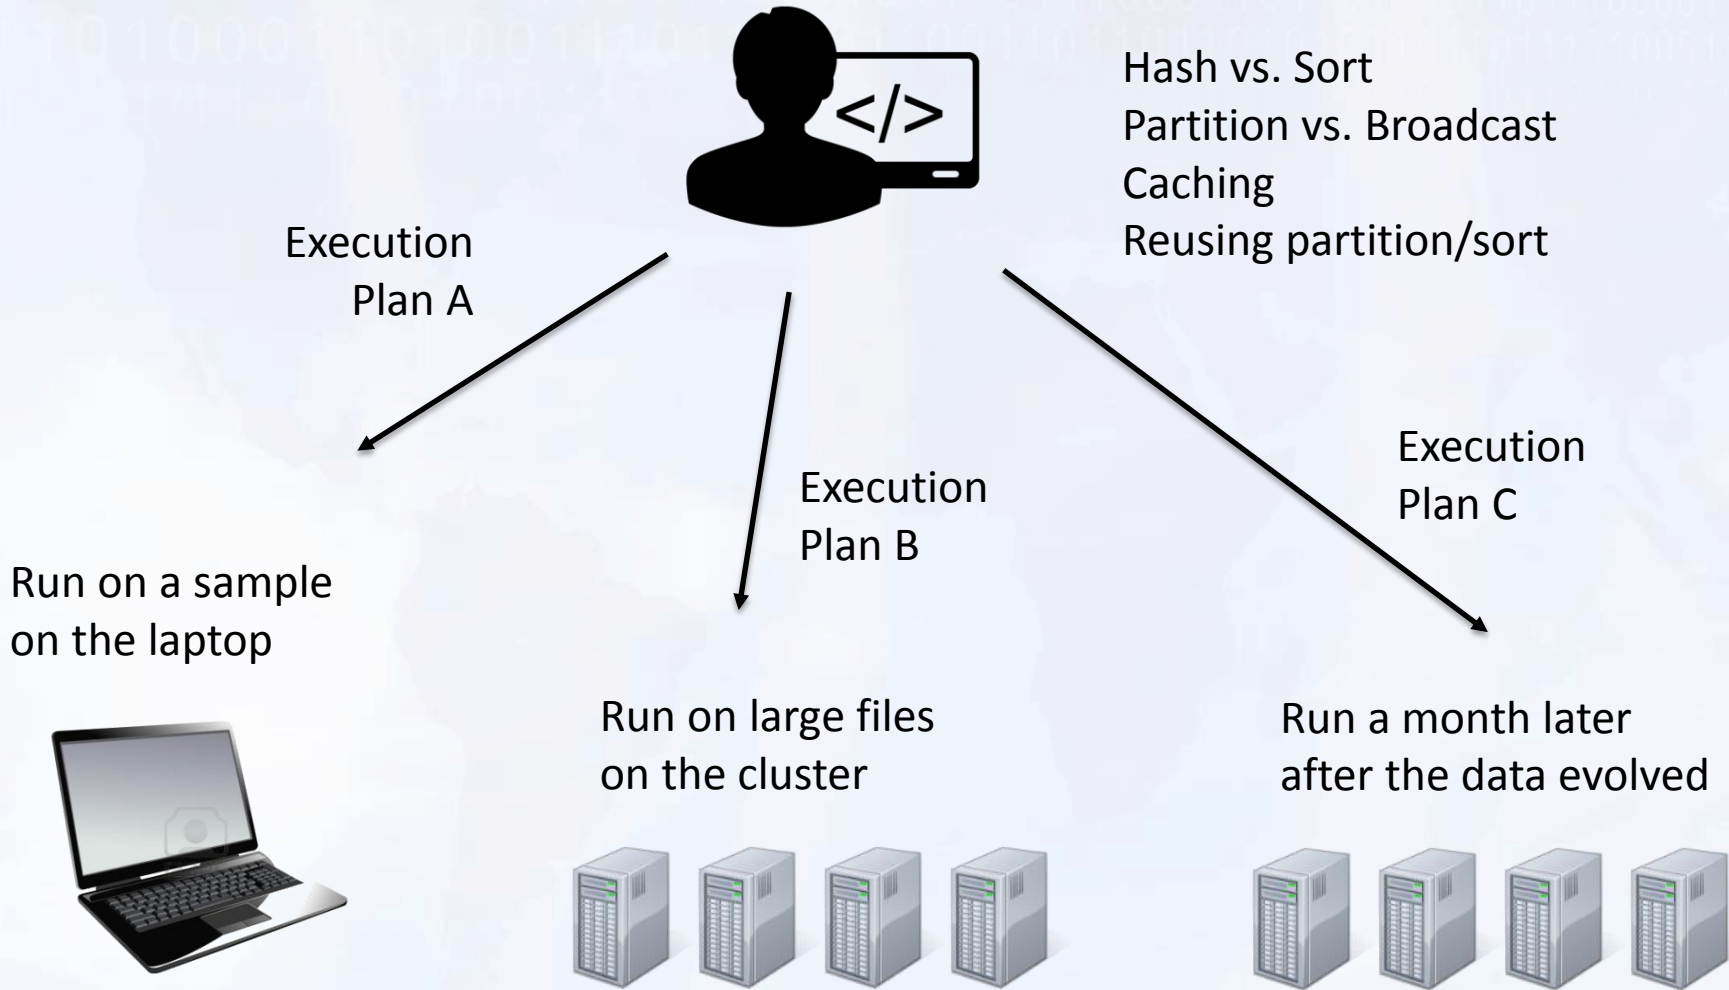 </>
Hash vs. Sort
Partition vs. Broadcast
Caching
Reusing partition/sort
Execution
Plan A
Execution
Plan B
Execution
Plan C
Run on a sample
on the laptop
Run on large files
on the cluster
Run a month later
after the data evolved